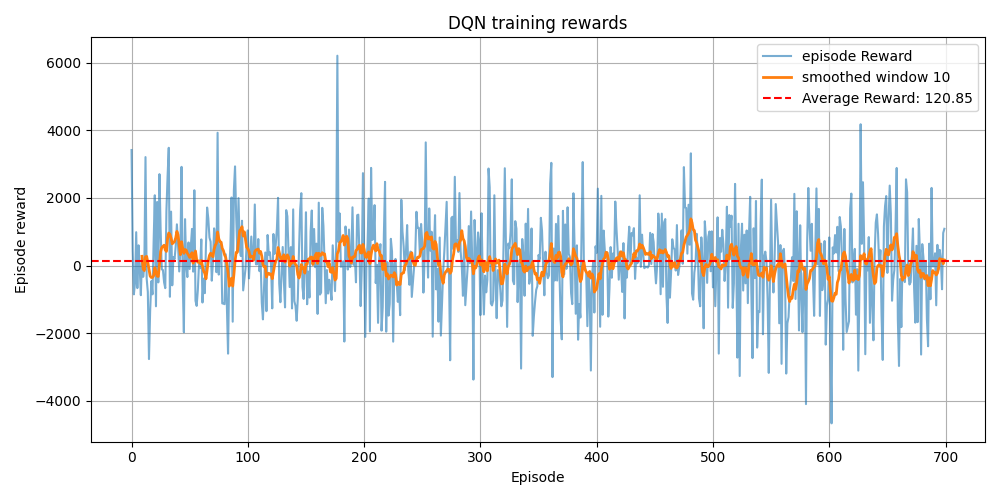 DQN training rewards
episode Reward
smoothed window 10
Average Reward: 120.85
Episode reward
6000
4000
2000
0
−2000
−4000
0 100 200 300 400 500 600 700
Episode